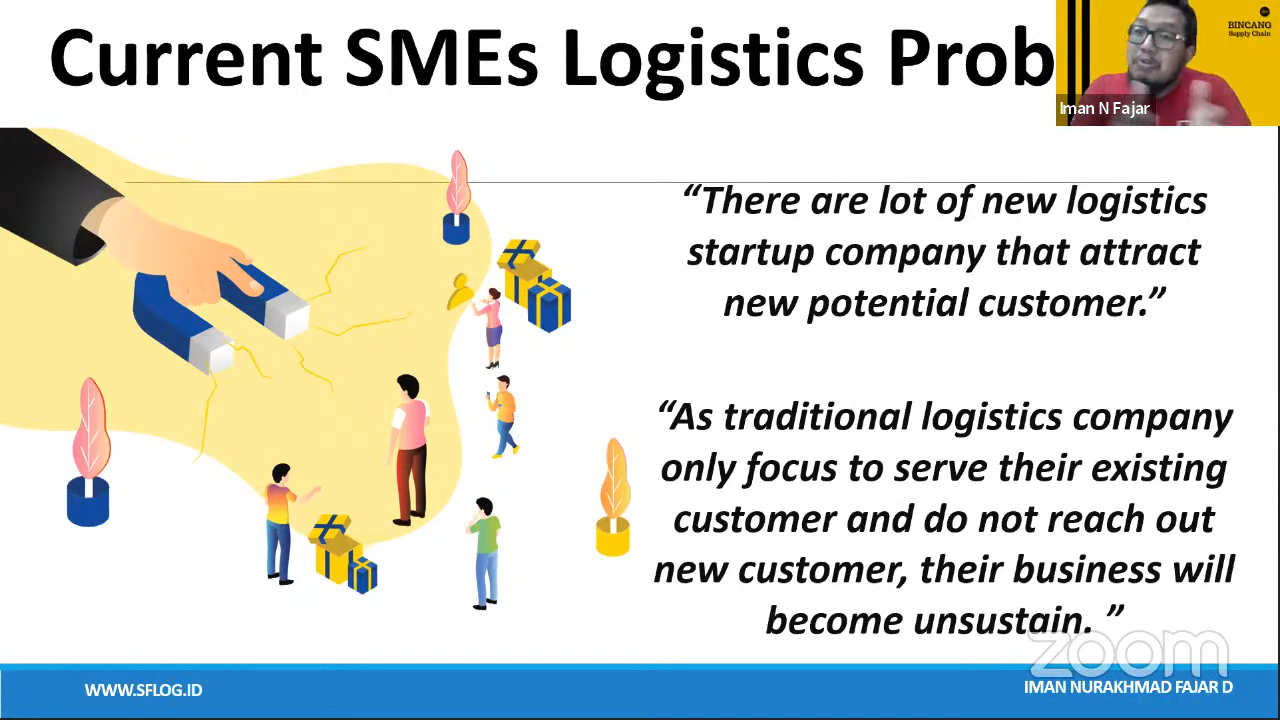 Current SMEs Logistics Prob
BINCANG
Supply Chain
Iman N Fajar
“There are lot of new logistics
startup company that attract
new potential customer.”
“As traditional logistics company
only focus to serve their existing
customer and do not reach out
new customer, their business will
become unsustain. ”
zoom
WWW.SFLOG.ID
IMAN NURAKHMAD FAJAR D